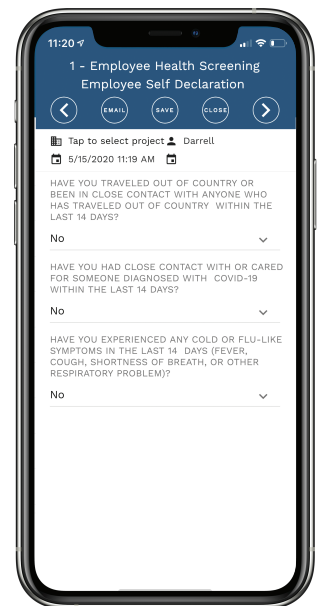 11:20
1 - Employee Health Screening
Employee Self Declaration
EMAIL
SAVE
CLOSE
Tap to select project
Darrell
5/15/2020 11:19 AM
HAVE YOU TRAVELED OUT OF COUNTRY OR
BEEN IN CLOSE CONTACT WITH ANYONE WHO
HAS TRAVELED OUT OF COUNTRY WITHIN THE
LAST 14 DAYS?
No
HAVE YOU HAD CLOSE CONTACT WITH OR CARED
FOR SOMEONE DIAGNOSED WITH COVID-19
WITHIN THE LAST 14 DAYS?
No
HAVE YOU EXPERIENCED ANY COLD OR FLU-LIKE
SYMPTOMS IN THE LAST 14 DAYS (FEVER,
COUGH, SHORTNESS OF BREATH, OR OTHER
RESPIRATORY PROBLEM)?
No